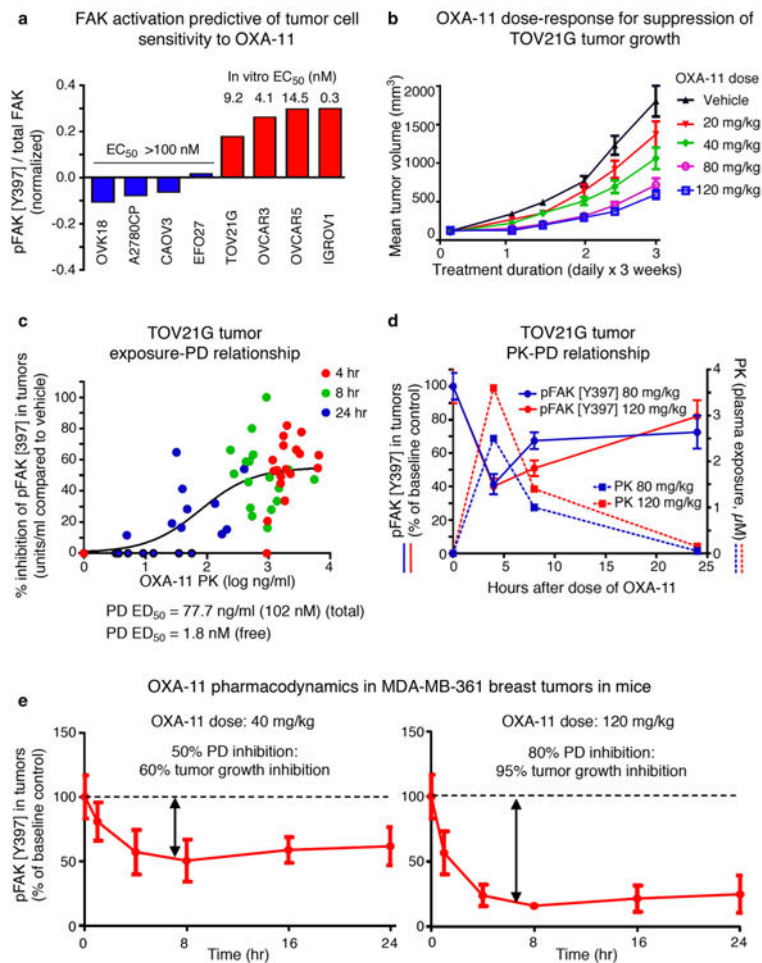 a
FAK activation predictive of tumor cell
sensitivity to OXA-11
pFAK [Y397] / total FAK
(normalized)
0.4
0.2
0.0
-0.2
-0.4
EC50 >100 nM
In vitro EC50 (nM)
9.2 4.1 14.5 0.3
OVK18
A2780CP
CAOV3
EFO27
TOV21G
OVCAR3
OVCAR5
IGROV1
b
OXA-11 dose-response for suppression of
TOV21G tumor growth
Mean tumor volume (mm³)
2000
1500
1000
500
0
0 1 2 3
Treatment duration (daily x 3 weeks)
OXA-11 dose
Vehicle
20 mg/kg
40 mg/kg
80 mg/kg
120 mg/kg
c
TOV21G tumor
exposure-PD relationship
% inhibition of pFAK [397] in tumors
(units/ml compared to vehicle)
100
80
60
40
20
0
0 1 2 3 4
OXA-11 PK (log ng/ml)
4 hr
8 hr
24 hr
PD ED50 = 77.7 ng/ml (102 nM) (total)
PD ED50 = 1.8 nM (free)
d
TOV21G tumor
PK-PD relationship
pFAK [Y397] in tumors
(% of baseline control)
100
80
60
40
20
0
pFAK [Y397] 80 mg/kg
pFAK [Y397] 120 mg/kg
PK 80 mg/kg
PK 120 mg/kg
4
3
2
1
0
PK (plasma exposure, µM)
0 5 10 15 20 25
Hours after dose of OXA-11
e
OXA-11 pharmacodynamics in MDA-MB-361 breast tumors in mice
pFAK [Y397] in tumors
(% of baseline control)
150
100
50
0
OXA-11 dose: 40 mg/kg
50% PD inhibition:
60% tumor growth inhibition
0 8 16 24
Time (hr)
150
100
50
0
OXA-11 dose: 120 mg/kg
80% PD inhibition:
95% tumor growth inhibition
0 8 16 24
Time (hr)